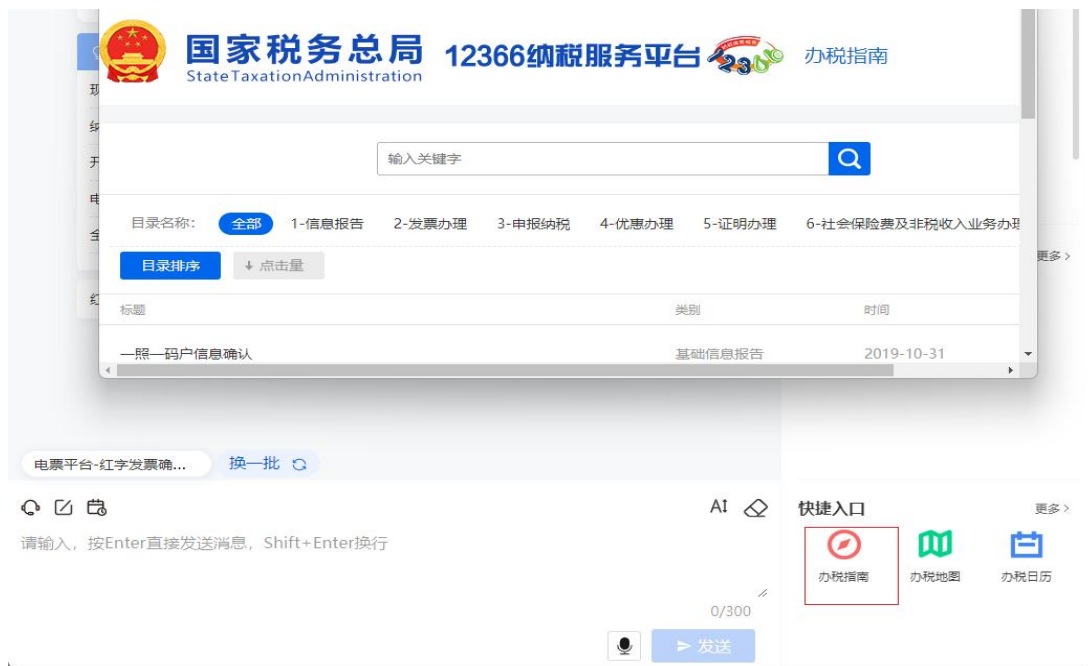 国家税务总局 12366纳税服务平台 12366 办税指南
StateTaxationAdministration
现
纳
开
电
全
红
输入关键字
目录名称： 全部 1-信息报告 2-发票办理 3-申报纳税 4-优惠办理 5-证明办理 6-社会保险费及非税收入业务办理
目录排序 点击量
更多 >
标题 类别 时间
一照一码户信息确认 基础信息报告 2019-10-31
电票平台-红字发票确... 换一批
AI
快捷入口 更多 >
请输入，按Enter直接发送消息，Shift+Enter换行
办税指南 办税地图 办税日历
0/300
发送